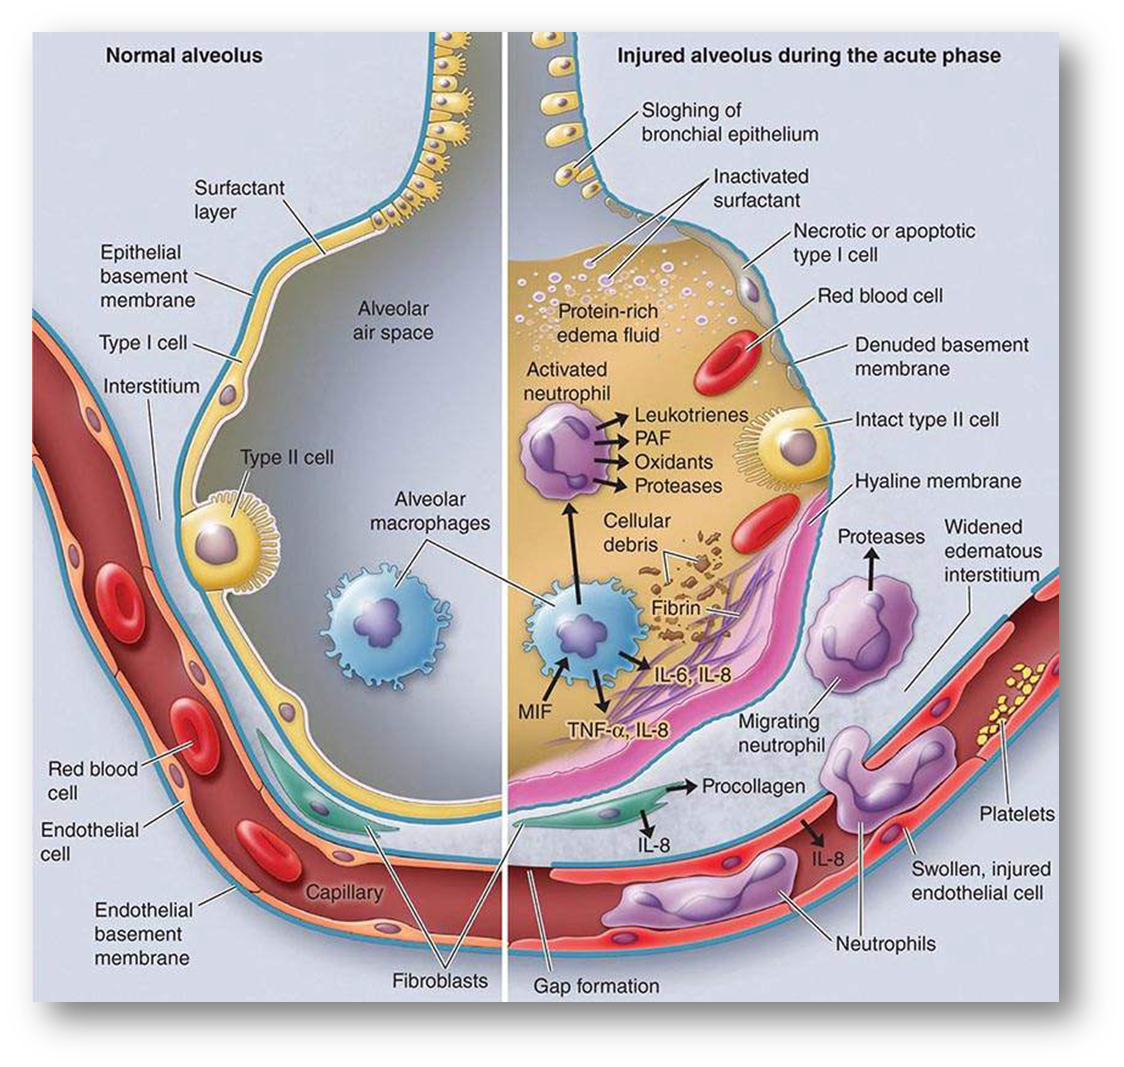 Normal alveolus
Surfactant
layer
Epithelial
basement
membrane
Type I cell
Interstitium
Alveolar
air space
Type II cell
Alveolar
macrophages
Red blood
cell
Endothelial
cell
Endothelial
basement
membrane
Capillary
Fibroblasts
Injured alveolus during the acute phase
Sloghing of
bronchial epithelium
Inactivated
surfactant
Necrotic or apoptotic
type I cell
Red blood cell
Protein-rich
edema fluid
Denuded basement
membrane
Activated
neutrophil
Leukotrienes
PAF
Oxidants
Proteases
Intact type II cell
Hyaline membrane
Cellular
debris
Proteases
Widened
edematous
interstitium
Fibrin
IL-6, IL-8
MIF
TNF-α, IL-8
Migrating
neutrophil
Procollagen
IL-8
IL-8
Platelets
Swollen, injured
endothelial cell
Neutrophils
Gap formation